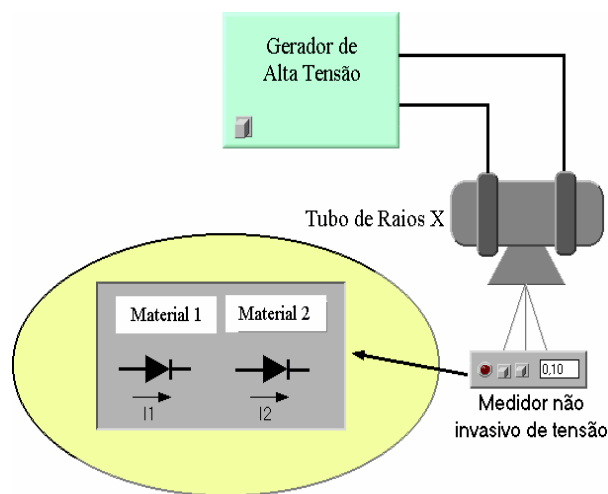 Gerador de
Alta Tensão
Tubo de Raios X
Material 1
Material 2
I1
I2
0,10
Medidor não
invasivo de tensão